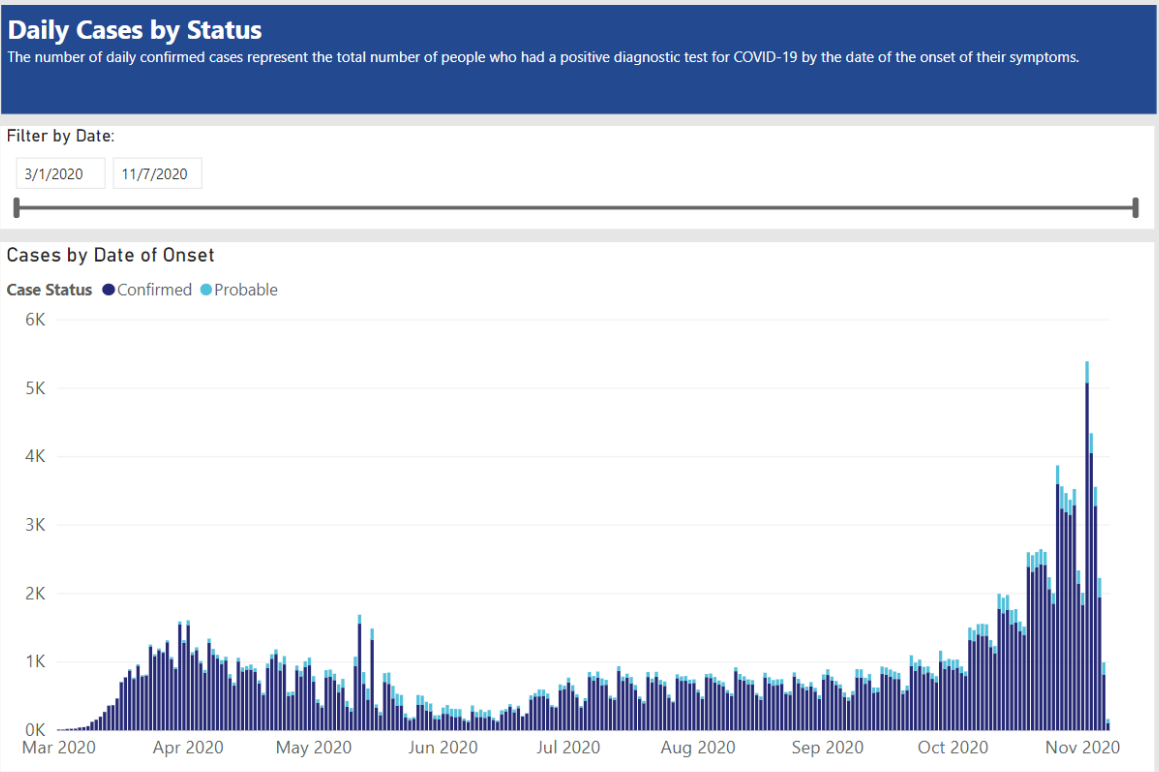 Daily Cases by Status
The number of daily confirmed cases represent the total number of people who had a positive diagnostic test for COVID-19 by the date of the onset of their symptoms.
Filter by Date:
3/1/2020 11/7/2020
Cases by Date of Onset
Case Status Confirmed Probable
6K
5K
4K
3K
2K
1K
0K
Mar 2020 Apr 2020 May 2020 Jun 2020 Jul 2020 Aug 2020 Sep 2020 Oct 2020 Nov 2020